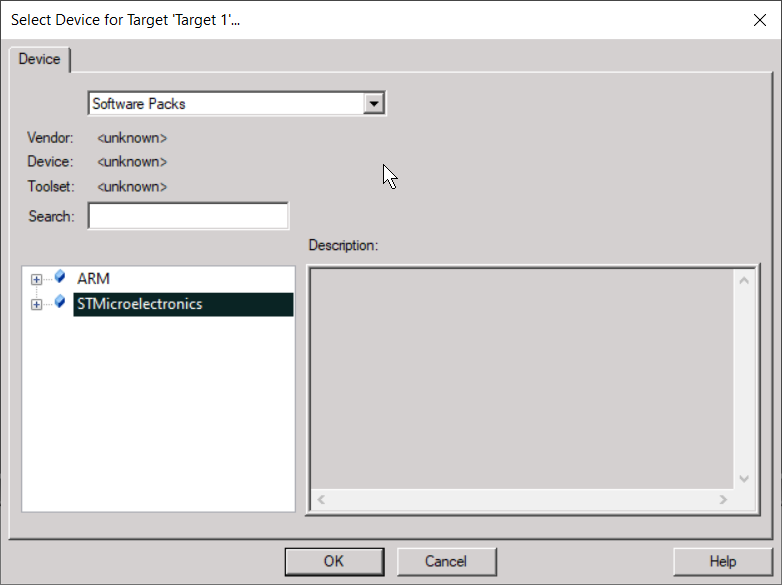 Select Device for Target 'Target 1'...
Device
Software Packs
Vendor: <unknown>
Device: <unknown>
Toolset: <unknown>
Search:
Description:
ARM
STMicroelectronics
OK Cancel Help